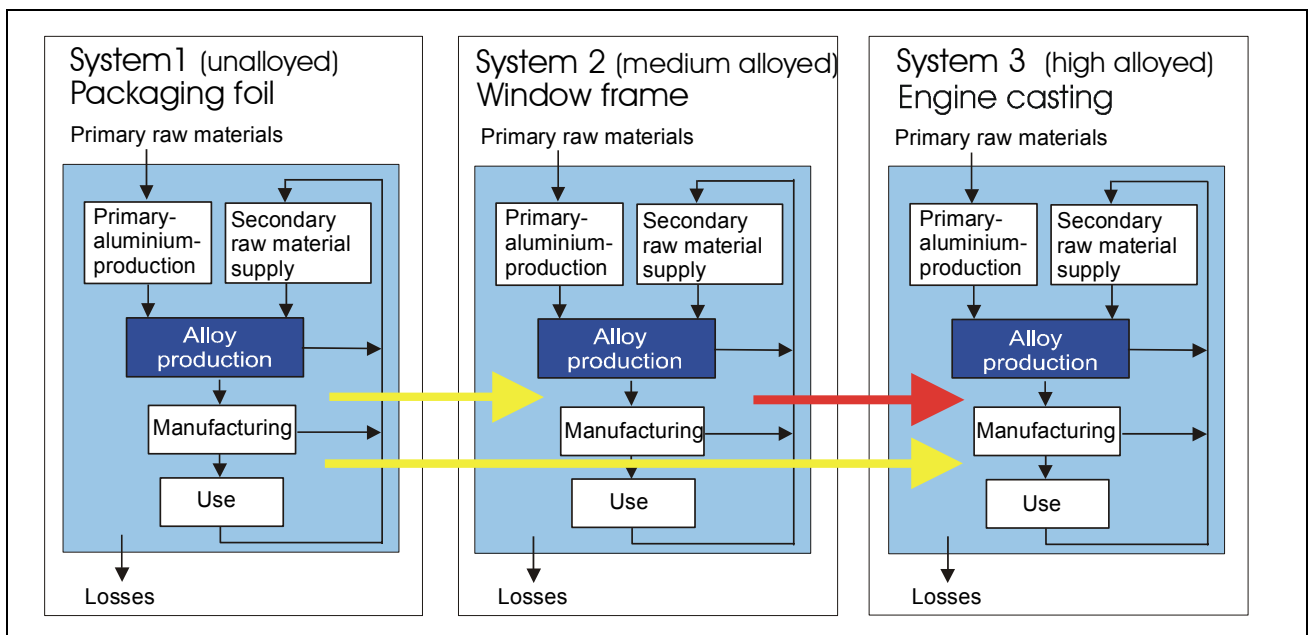 System1 (unalloyed)
Packaging foil
Primary raw materials
Primary-
aluminium-
production
Secondary
raw material
supply
Alloy
production
Manufacturing
Use
Losses
System 2 (medium alloyed)
Window frame
Primary raw materials
Primary-
aluminium-
production
Secondary
raw material
supply
Alloy
production
Manufacturing
Use
Losses
System 3 (high alloyed)
Engine casting
Primary raw materials
Primary-
aluminium-
production
Secondary
raw material
supply
Alloy
production
Manufacturing
Use
Losses